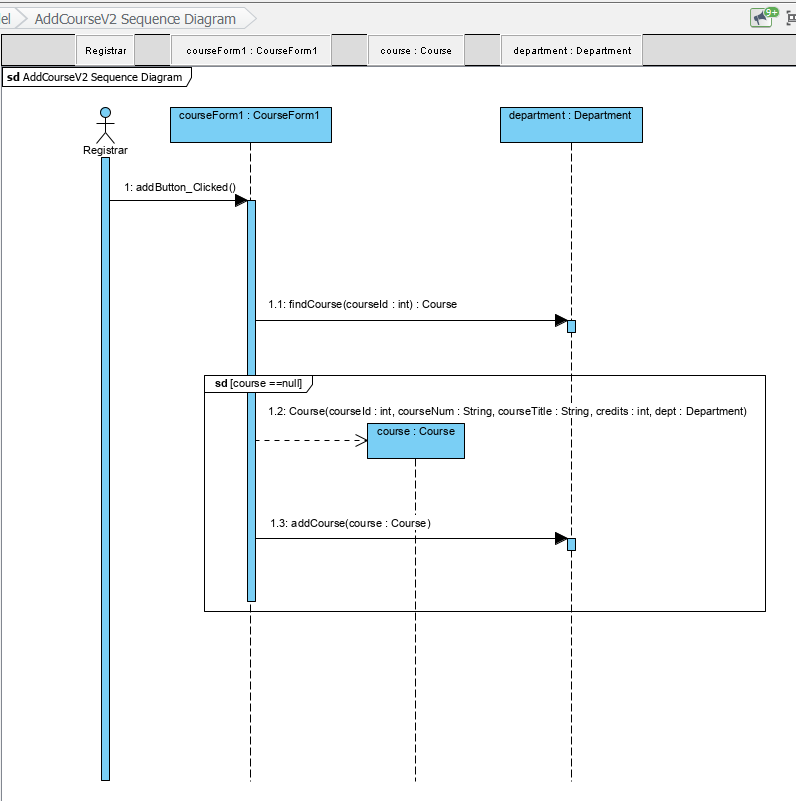 el AddCourseV2 Sequence Diagram 9+
Registrar courseForm1 : CourseForm1 course : Course department : Department
sd AddCourseV2 Sequence Diagram
courseForm1 : CourseForm1 department : Department
Registrar
1: addButton_Clicked()
1.1: findCourse(courseId : int) : Course
sd [course ==null]
1.2: Course(courseId : int, courseNum : String, courseTitle : String, credits : int, dept : Department)
course : Course
1.3: addCourse(course : Course)